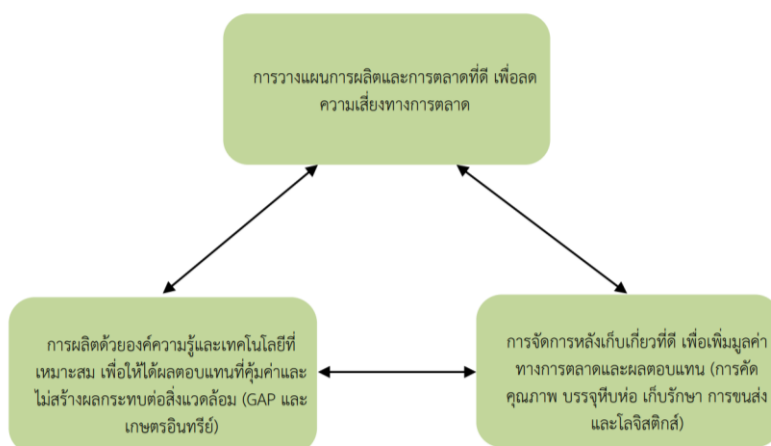 การวางแผนการผลิตและการตลาดที่ดี เพื่อลด
ความเสี่ยงทางการตลาด
การผลิตด้วยองค์ความรู้และเทคโนโลยีที่
เหมาะสม เพื่อให้ได้ผลตอบแทนที่คุ้มค่าและ
ไม่สร้างผลกระทบต่อสิ่งแวดล้อม (GAP และ
เกษตรอินทรีย์)
การจัดการหลังเก็บเกี่ยวที่ดี เพื่อเพิ่มมูลค่า
ทางการตลาดและผลตอบแทน (การคัด
คุณภาพ บรรจุหีบห่อ เก็บรักษา การขนส่ง
และโลจิสติกส์)